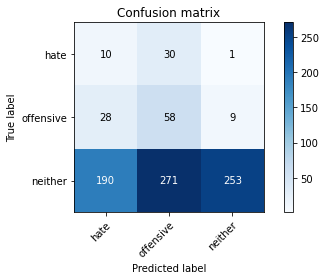 Confusion matrix
hate 10 30 1
offensive 28 58 9
neither 190 271 253
hate offensive neither
True label
Predicted label
250
200
150
100
50